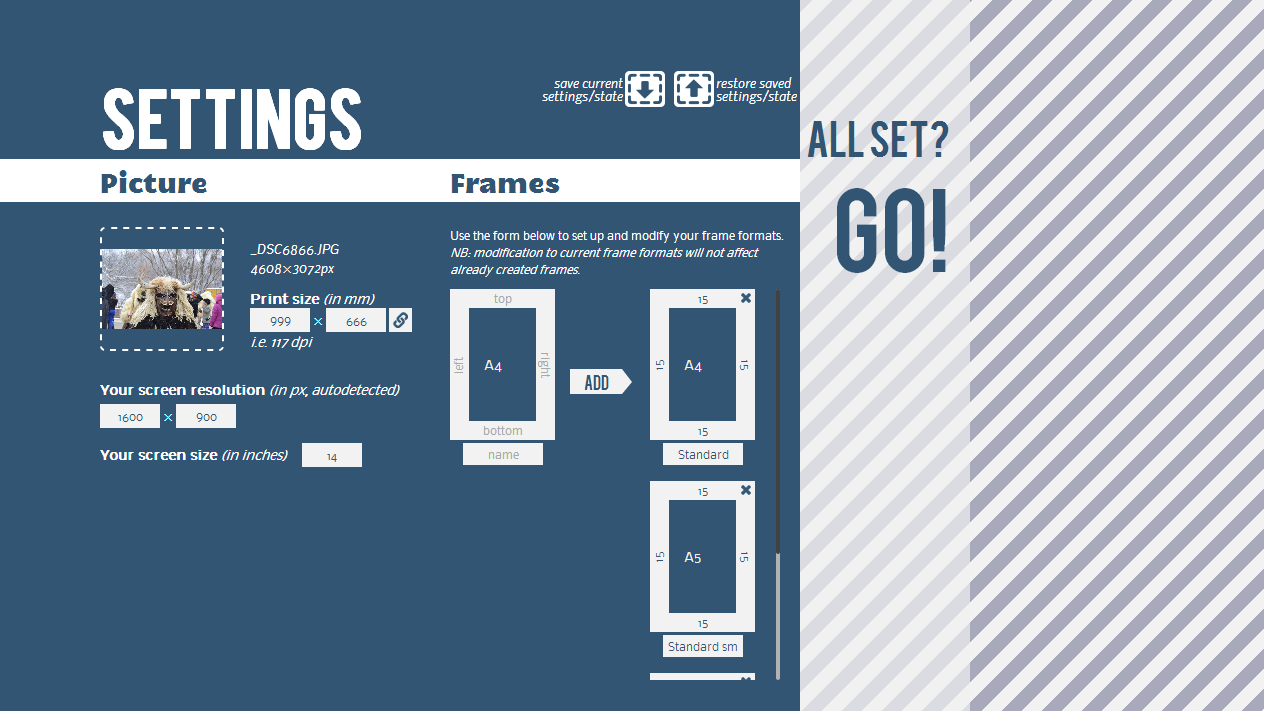 save current
settings/state
restore saved
settings/state
SETTINGS
ALL SET?
GO!
Picture
Frames
_DSC6866.JPG
4608×3072px
Print size (in mm)
999 × 666
i.e. 117 dpi
Your screen resolution (in px, autodetected)
1600 × 900
Your screen size (in inches) 14
Use the form below to set up and modify your frame formats.
NB: modification to current frame formats will not affect
already created frames.
top
left
A4
right
bottom
name
ADD
15
15
A4
15
15
Standard
15
15
A5
15
15
Standard sm